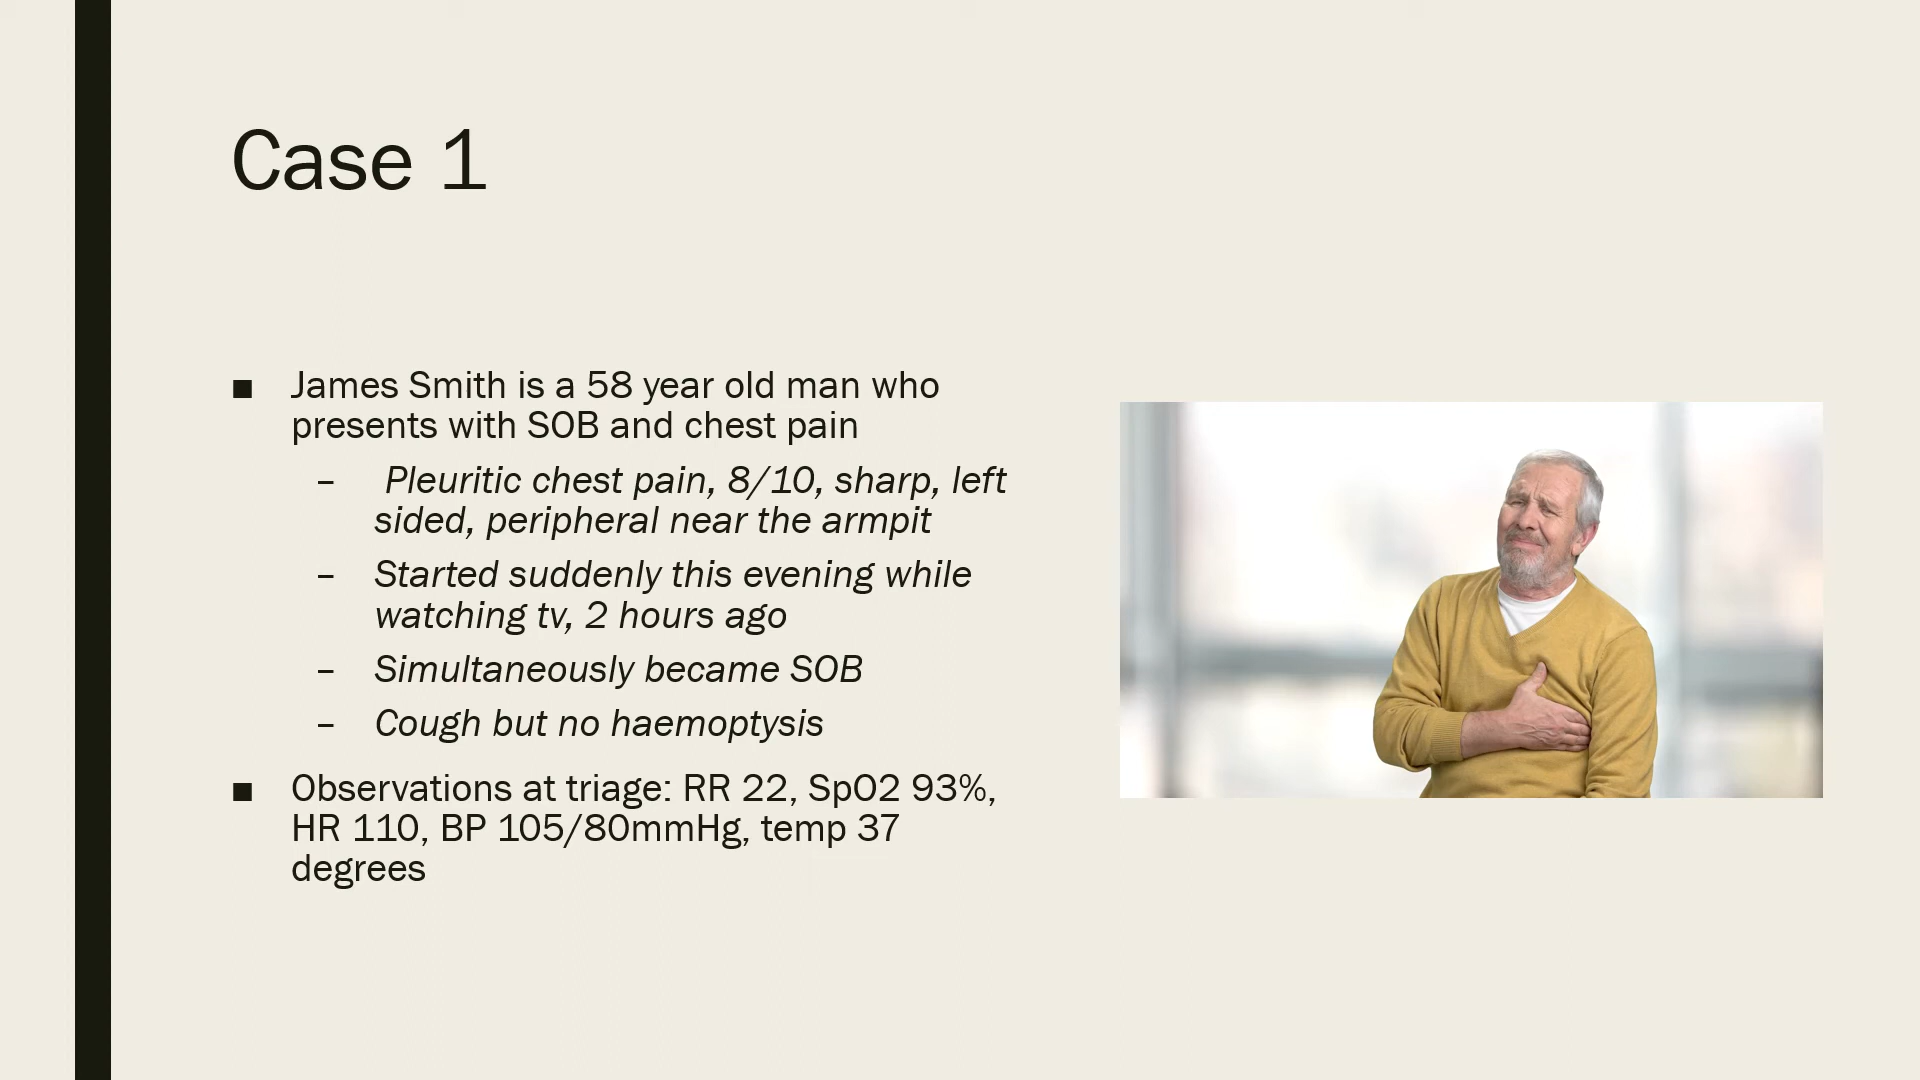 Case 1
■ James Smith is a 58 year old man who
presents with SOB and chest pain
– Pleuritic chest pain, 8/10, sharp, left
sided, peripheral near the armpit
– Started suddenly this evening while
watching tv, 2 hours ago
– Simultaneously became SOB
– Cough but no haemoptysis
■ Observations at triage: RR 22, SpO2 93%,
HR 110, BP 105/80mmHg, temp 37
degrees